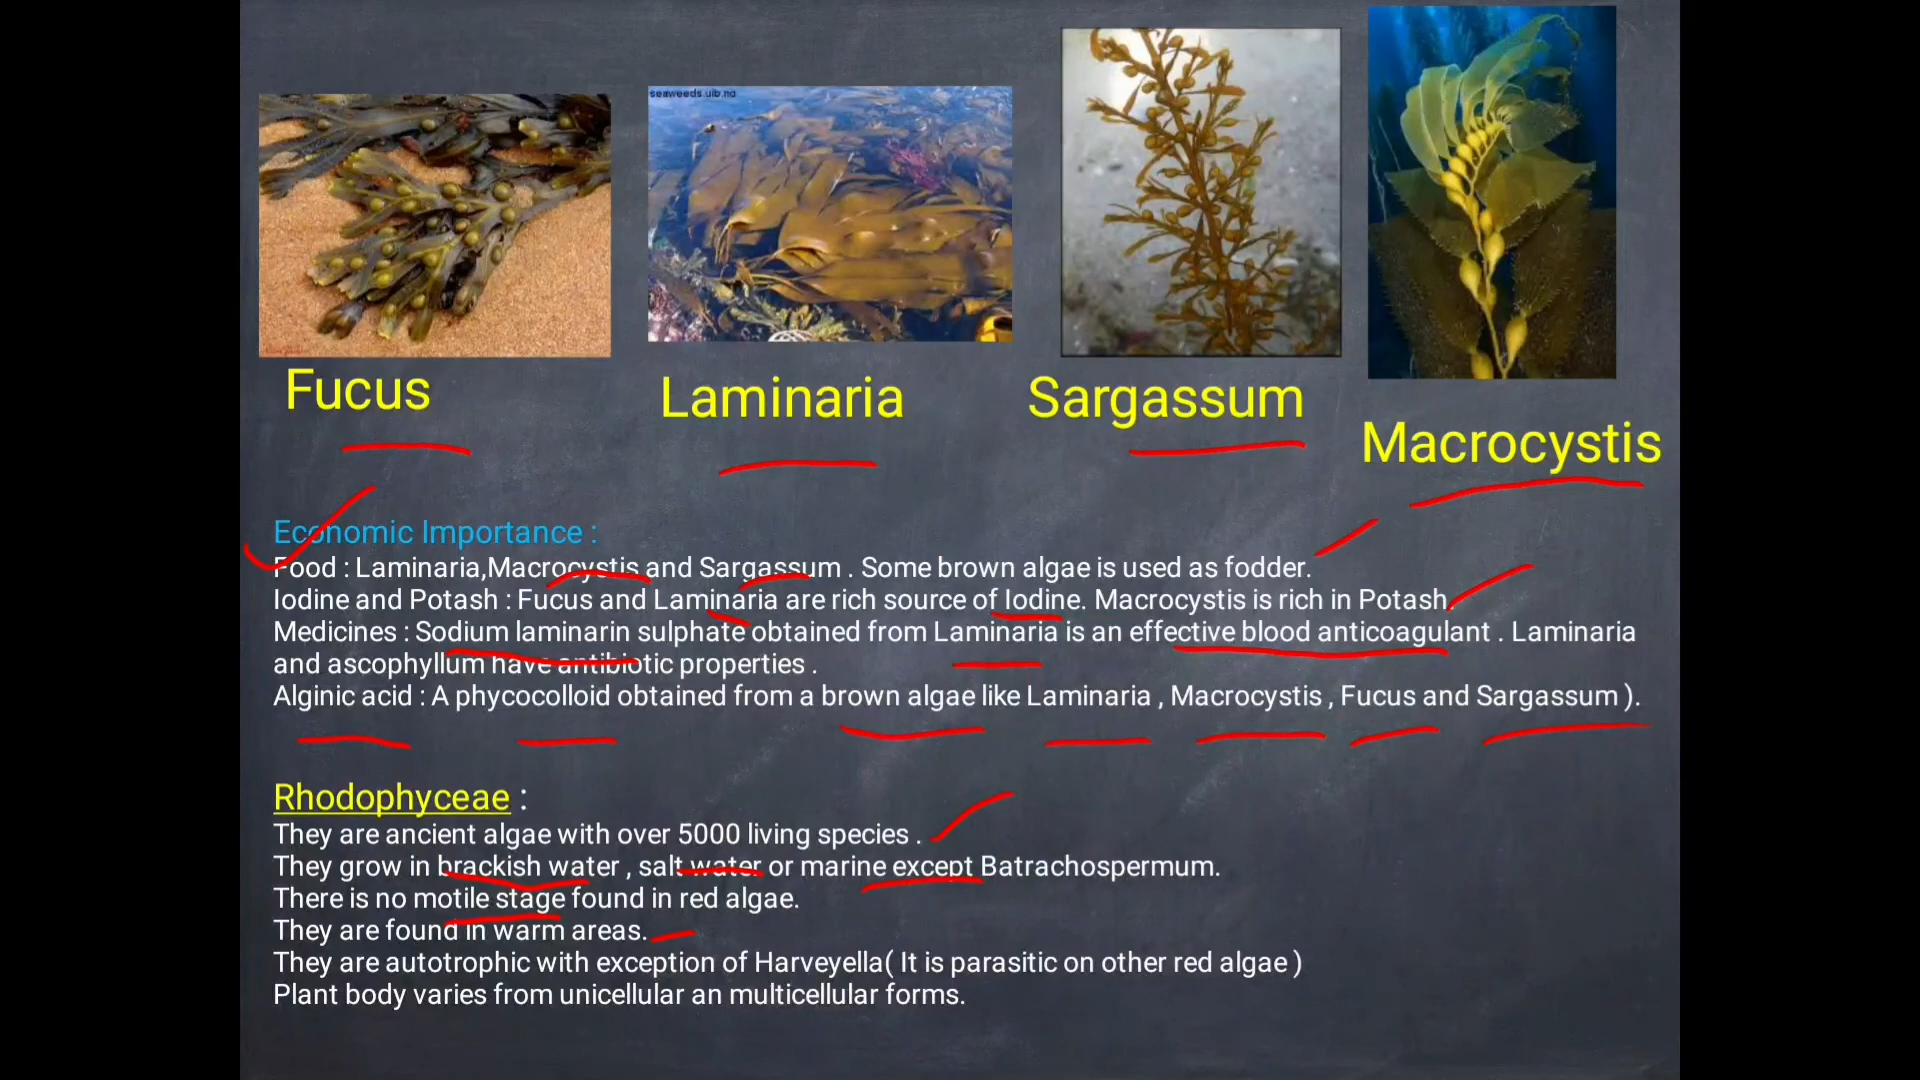 seaweeds.uib.no
Fucus
Laminaria
Sargassum
Macrocystis
Economic Importance :
Food : Laminaria,Macrocystis and Sargassum . Some brown algae is used as fodder.
Iodine and Potash : Fucus and Laminaria are rich source of Iodine. Macrocystis is rich in Potash.
Medicines : Sodium laminarin sulphate obtained from Laminaria is an effective blood anticoagulant . Laminaria
and ascophyllum have antibiotic properties .
Alginic acid : A phycocolloid obtained from a brown algae like Laminaria , Macrocystis , Fucus and Sargassum ).
Rhodophyceae :
They are ancient algae with over 5000 living species .
They grow in brackish water , salt water or marine except Batrachospermum.
There is no motile stage found in red algae.
They are found in warm areas.
They are autotrophic with exception of Harveyella( It is parasitic on other red algae )
Plant body varies from unicellular an multicellular forms.